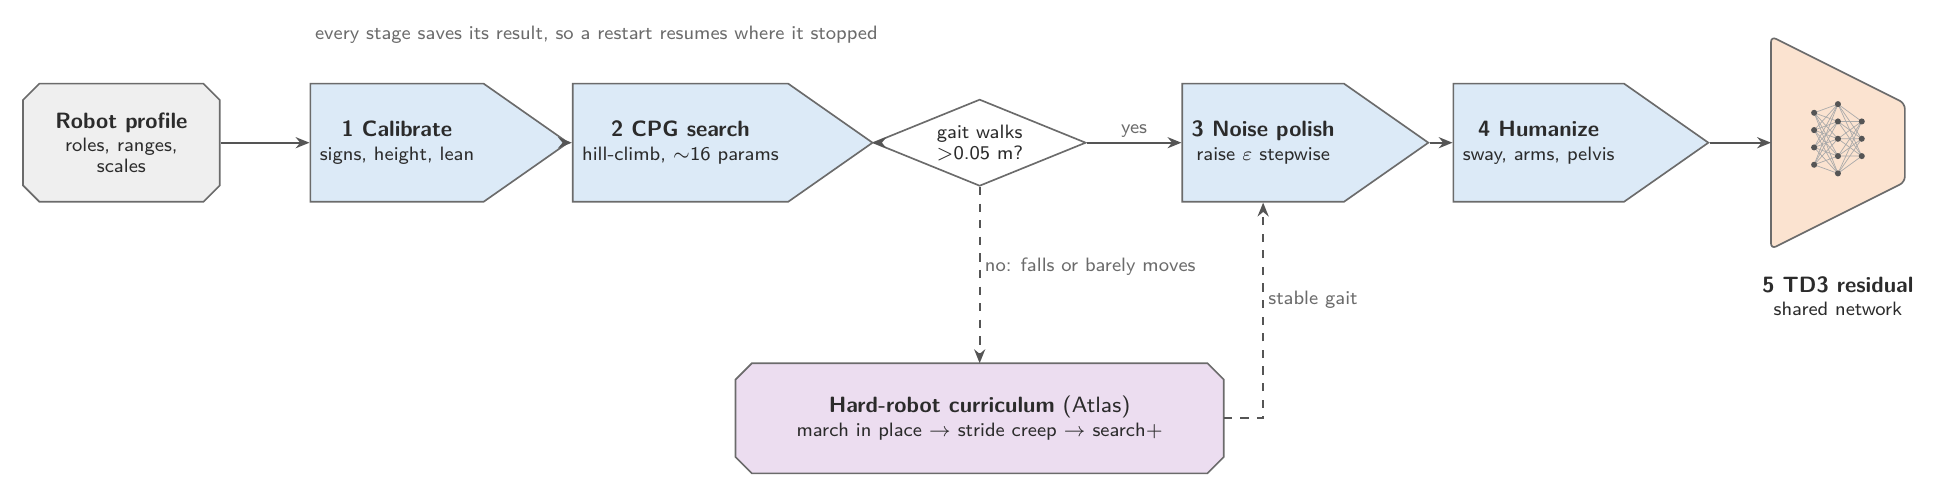 every stage saves its result, so a restart resumes where it stopped
Robot profile
roles, ranges,
scales
1 Calibrate
signs, height, lean
2 CPG search
hill-climb, ~16 params
gait walks
>0.05 m?
yes
3 Noise polish
raise ε stepwise
4 Humanize
sway, arms, pelvis
5 TD3 residual
shared network
no: falls or barely moves
stable gait
Hard-robot curriculum (Atlas)
march in place → stride creep → search+